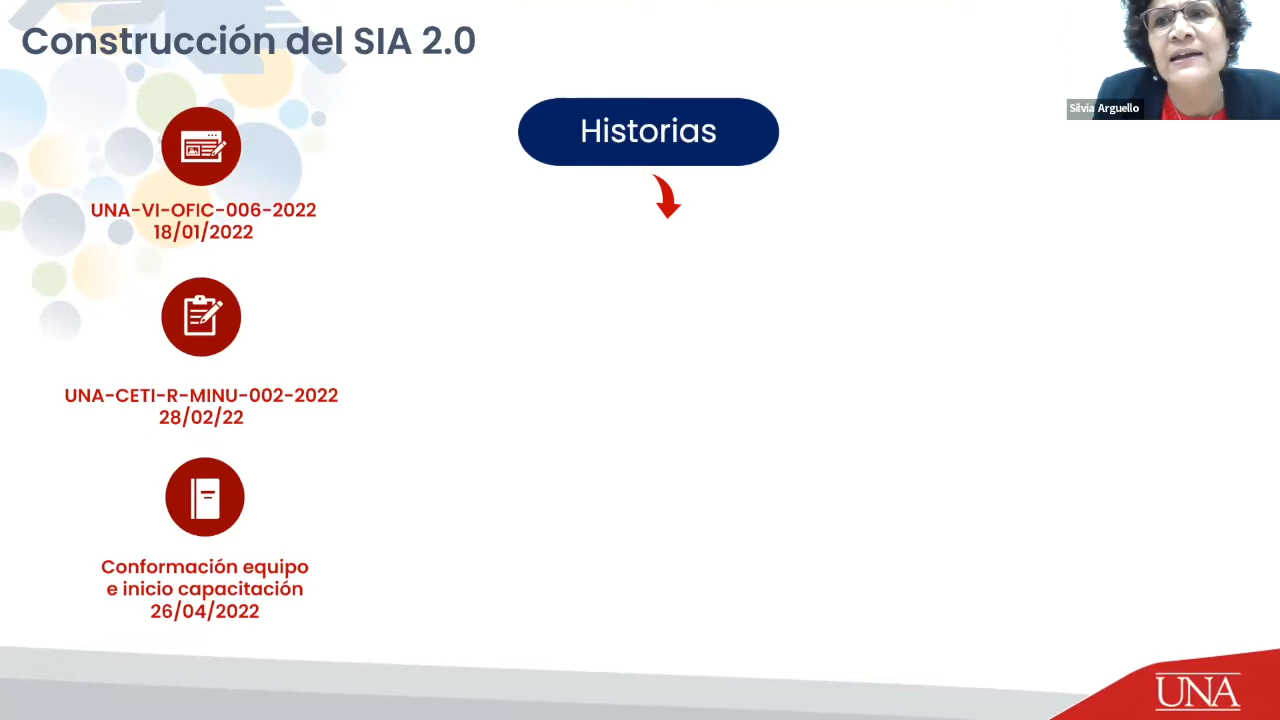 Construcción del SIA 2.0
Silvia Arguello
Historias
UNA-VI-OFIC-006-2022
18/01/2022
UNA-CETI-R-MINU-002-2022
28/02/22
Conformación equipo
e inicio capacitación
26/04/2022
UNA